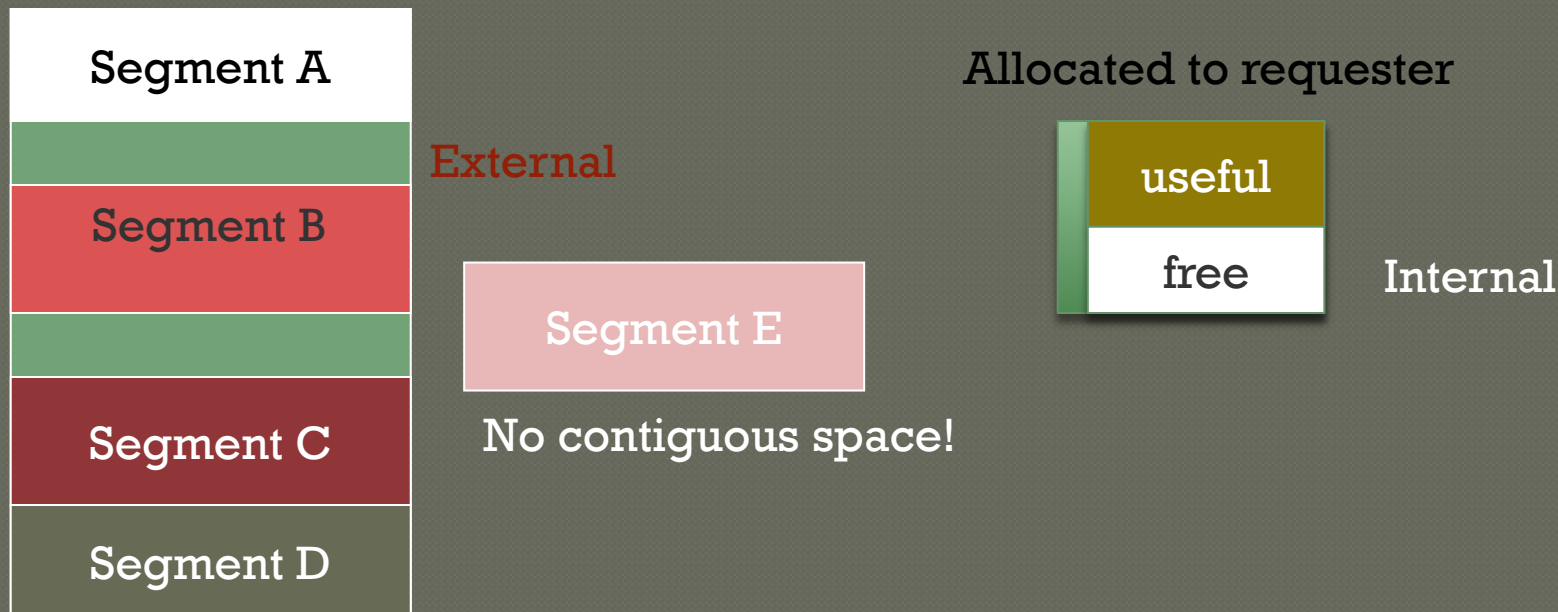 Segment A
External
Segment B
Segment E
No contiguous space!
Segment C
Segment D
Allocated to requester
useful
free
Internal